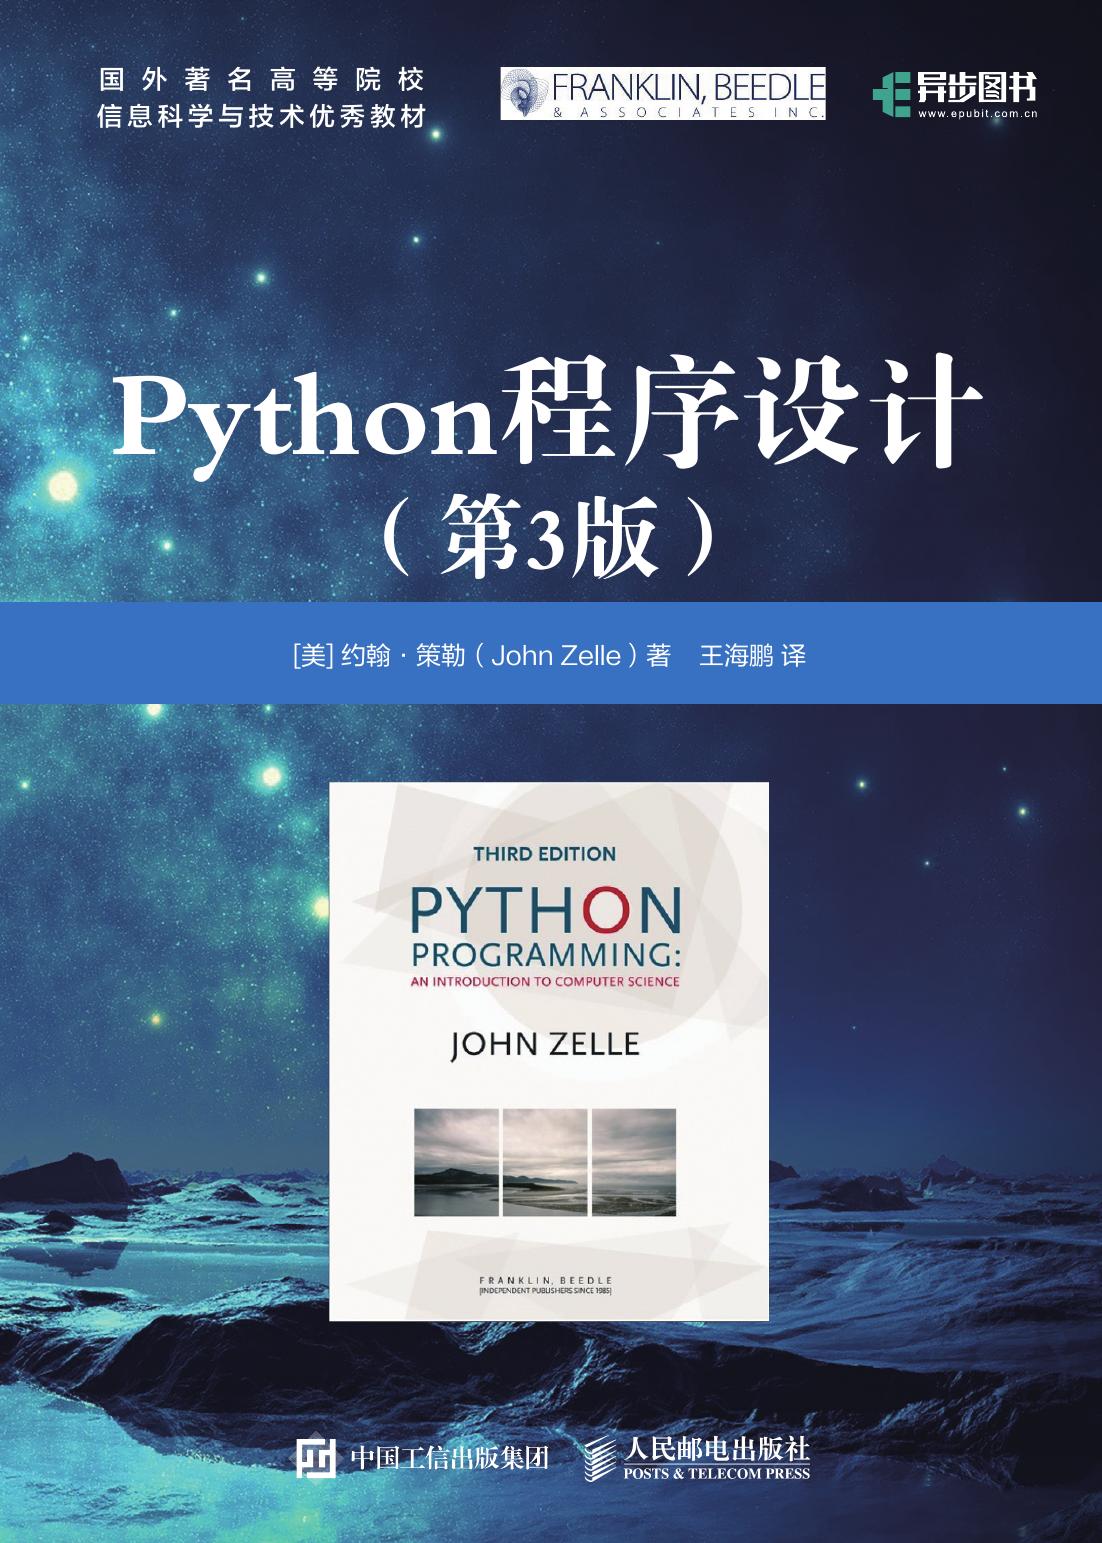 国外著名高等院校
信息科学与技术优秀教材
FRANKLIN, BEEDLE
& ASSOCIATES INC.
异步图书
www.epubit.com.cn
Python程序设计
（第3版）
[美] 约翰·策勒（John Zelle）著 王海鹏 译
THIRD EDITION
PYTHON
PROGRAMMING:
AN INTRODUCTION TO COMPUTER SCIENCE
JOHN ZELLE
FRANKLIN, BEEDLE
[INDEPENDENT PUBLISHERS SINCE 1985]
中国工信出版集团
人民邮电出版社
POSTS & TELECOM PRESS